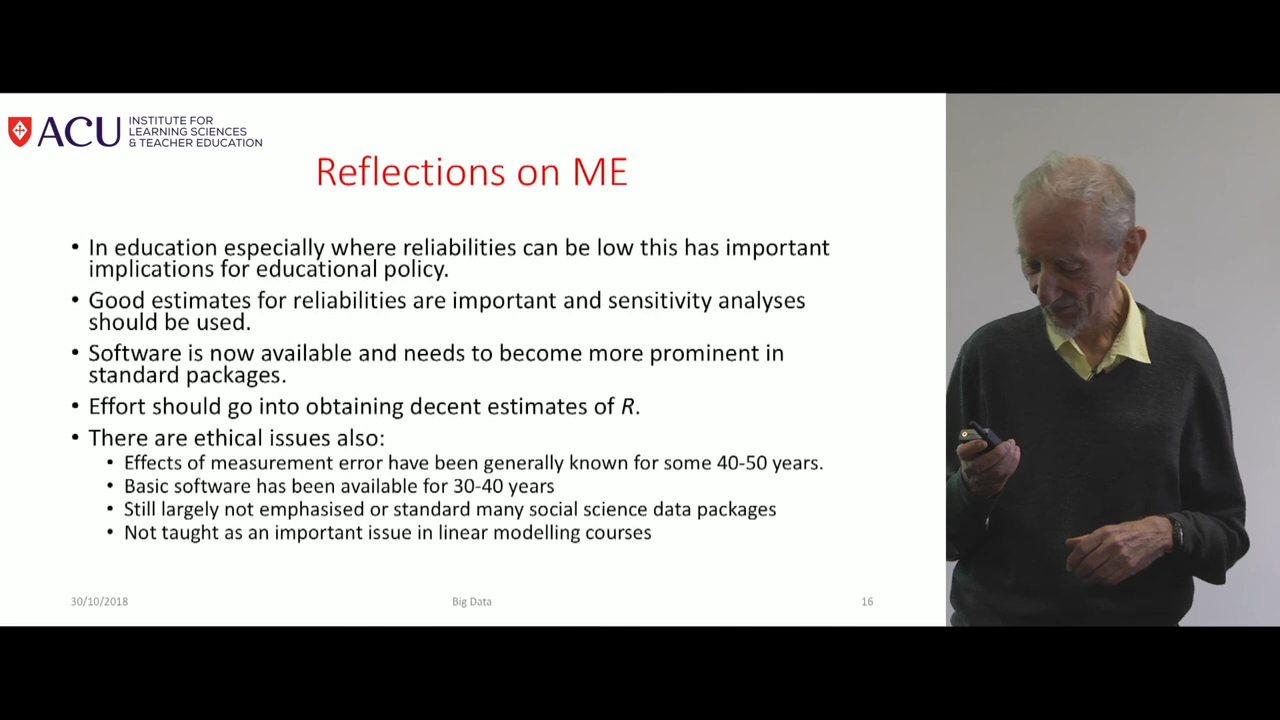 ACU
INSTITUTE FOR
LEARNING SCIENCES
& TEACHER EDUCATION
Reflections on ME
• In education especially where reliabilities can be low this has important
implications for educational policy.
• Good estimates for reliabilities are important and sensitivity analyses
should be used.
• Software is now available and needs to become more prominent in
standard packages.
• Effort should go into obtaining decent estimates of R.
• There are ethical issues also:
• Effects of measurement error have been generally known for some 40-50 years.
• Basic software has been available for 30-40 years
• Still largely not emphasised or standard many social science data packages
• Not taught as an important issue in linear modelling courses
30/10/2018
Big Data
16